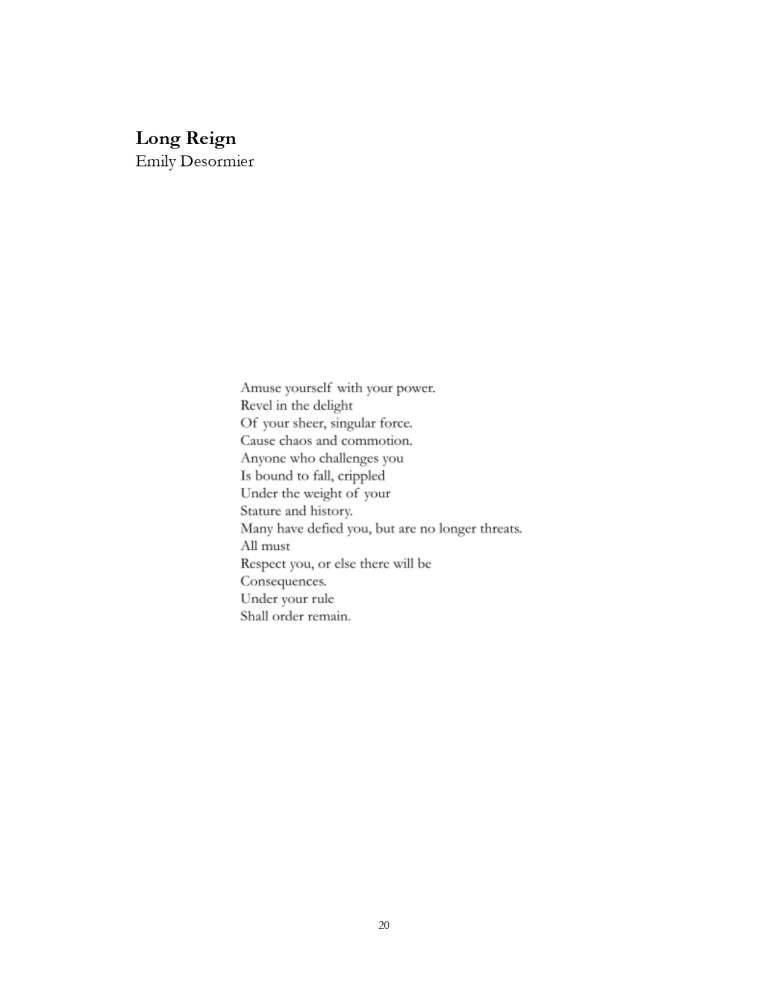 Long Reign
Emily Desormier
Amuse yourself with your power.
Revel in the delight
Of your sheer, singular force.
Cause chaos and commotion.
Anyone who challenges you
Is bound to fall, crippled
Under the weight of your
Stature and history.
Many have defied you, but are no longer threats.
All must
Respect you, or else there will be
Consequences.
Under your rule
Shall order remain.
20